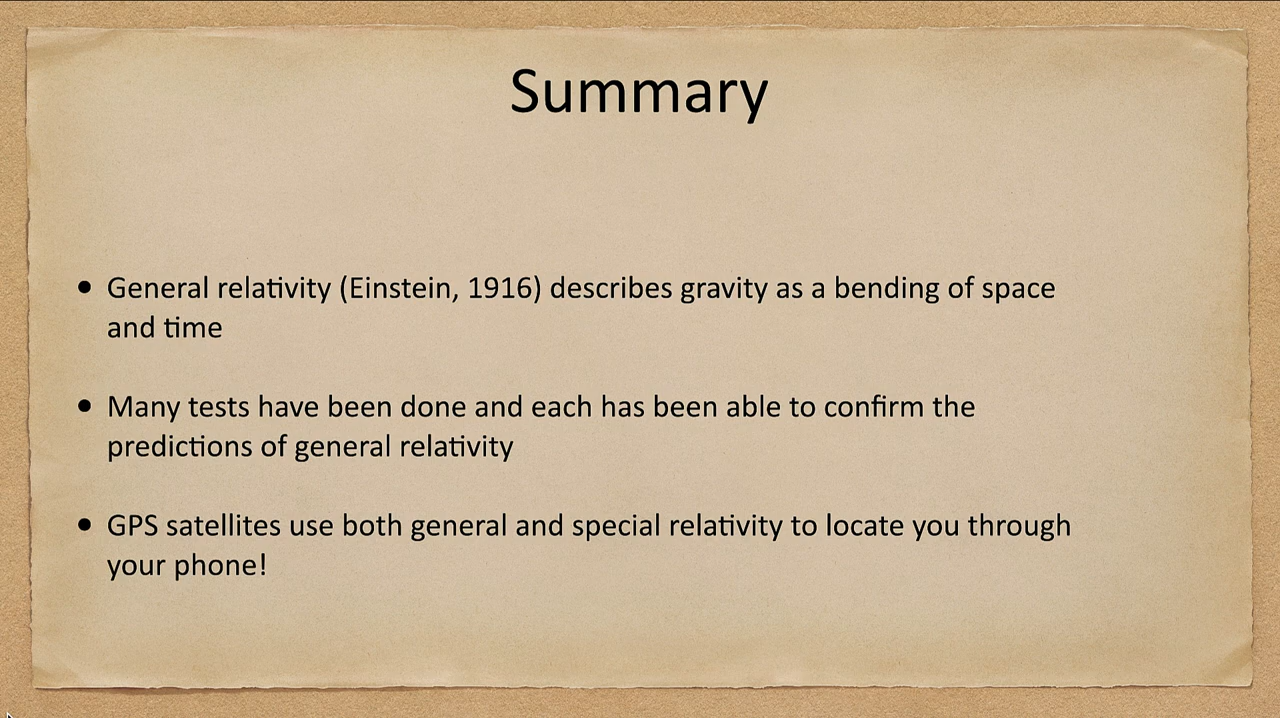 Summary
• General relativity (Einstein, 1916) describes gravity as a bending of space
and time
• Many tests have been done and each has been able to confirm the
predictions of general relativity
• GPS satellites use both general and special relativity to locate you through
your phone!